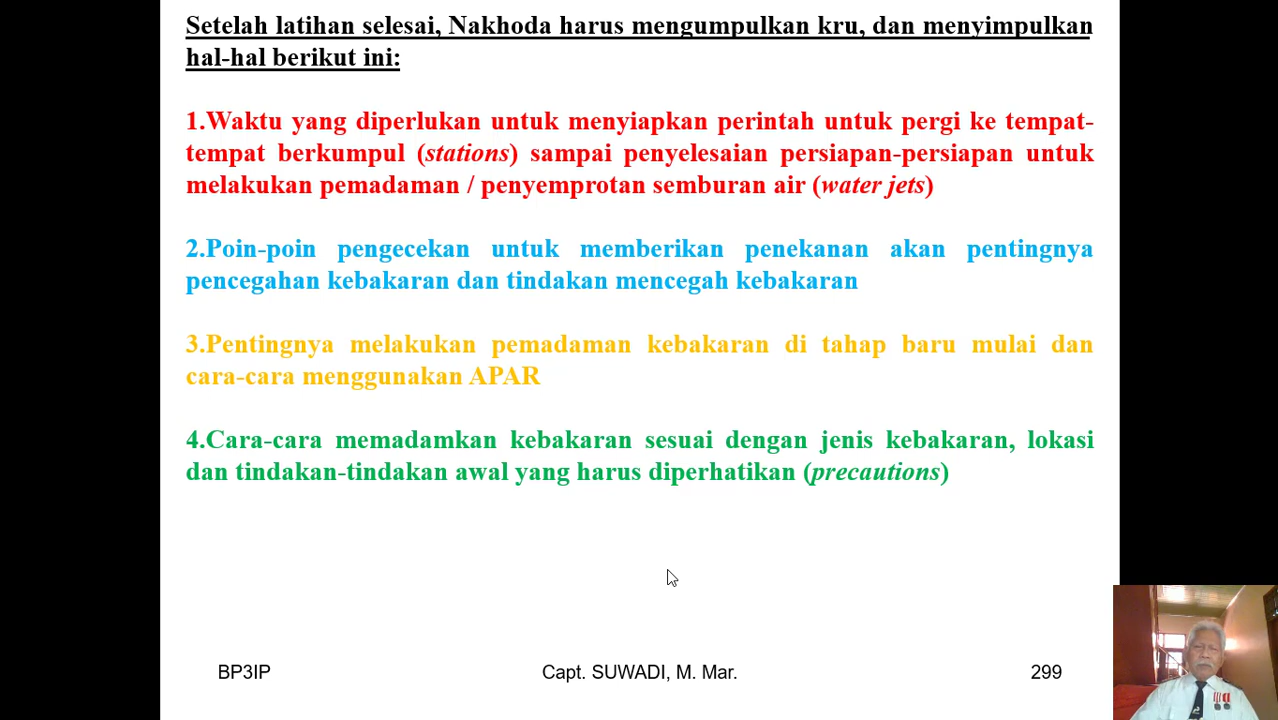 Setelah latihan selesai, Nakhoda harus mengumpulkan kru, dan menyimpulkan
hal-hal berikut ini:
1.Waktu yang diperlukan untuk menyiapkan perintah untuk pergi ke tempat-
tempat berkumpul (stations) sampai penyelesaian persiapan-persiapan untuk
melakukan pemadaman / penyemprotan semburan air (water jets)
2.Poin-poin pengecekan untuk memberikan penekanan akan pentingnya
pencegahan kebakaran dan tindakan mencegah kebakaran
3.Pentingnya melakukan pemadaman kebakaran di tahap baru mulai dan
cara-cara menggunakan APAR
4.Cara-cara memadamkan kebakaran sesuai dengan jenis kebakaran, lokasi
dan tindakan-tindakan awal yang harus diperhatikan (precautions)
BP3IP
Capt. SUWADI, M. Mar.
299